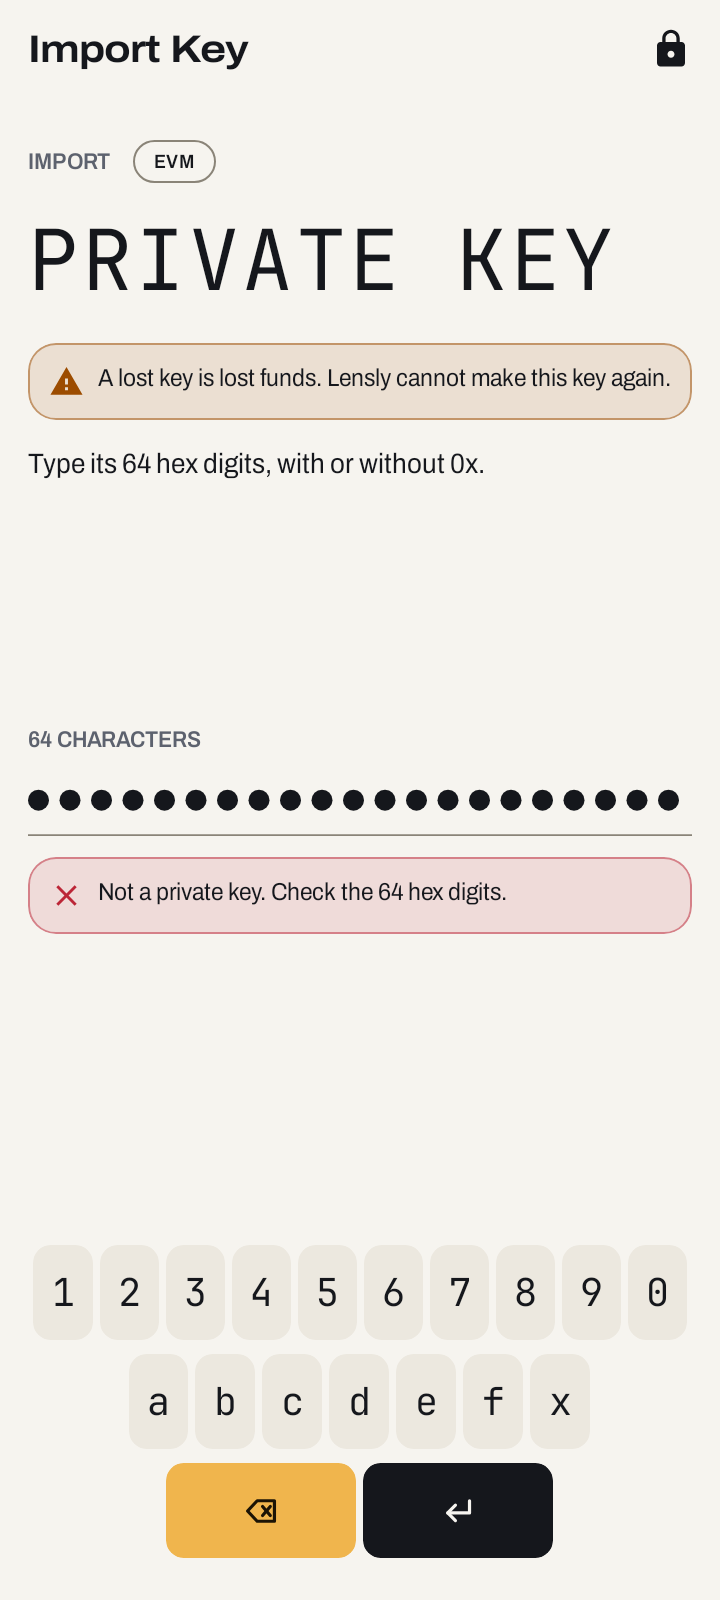 Import Key
IMPORT EVM
PRIVATE KEY
A lost key is lost funds. Lensly cannot make this key again.
Type its 64 hex digits, with or without 0x.
64 CHARACTERS
Not a private key. Check the 64 hex digits.
1 2 3 4 5 6 7 8 9 0
a b c d e f x